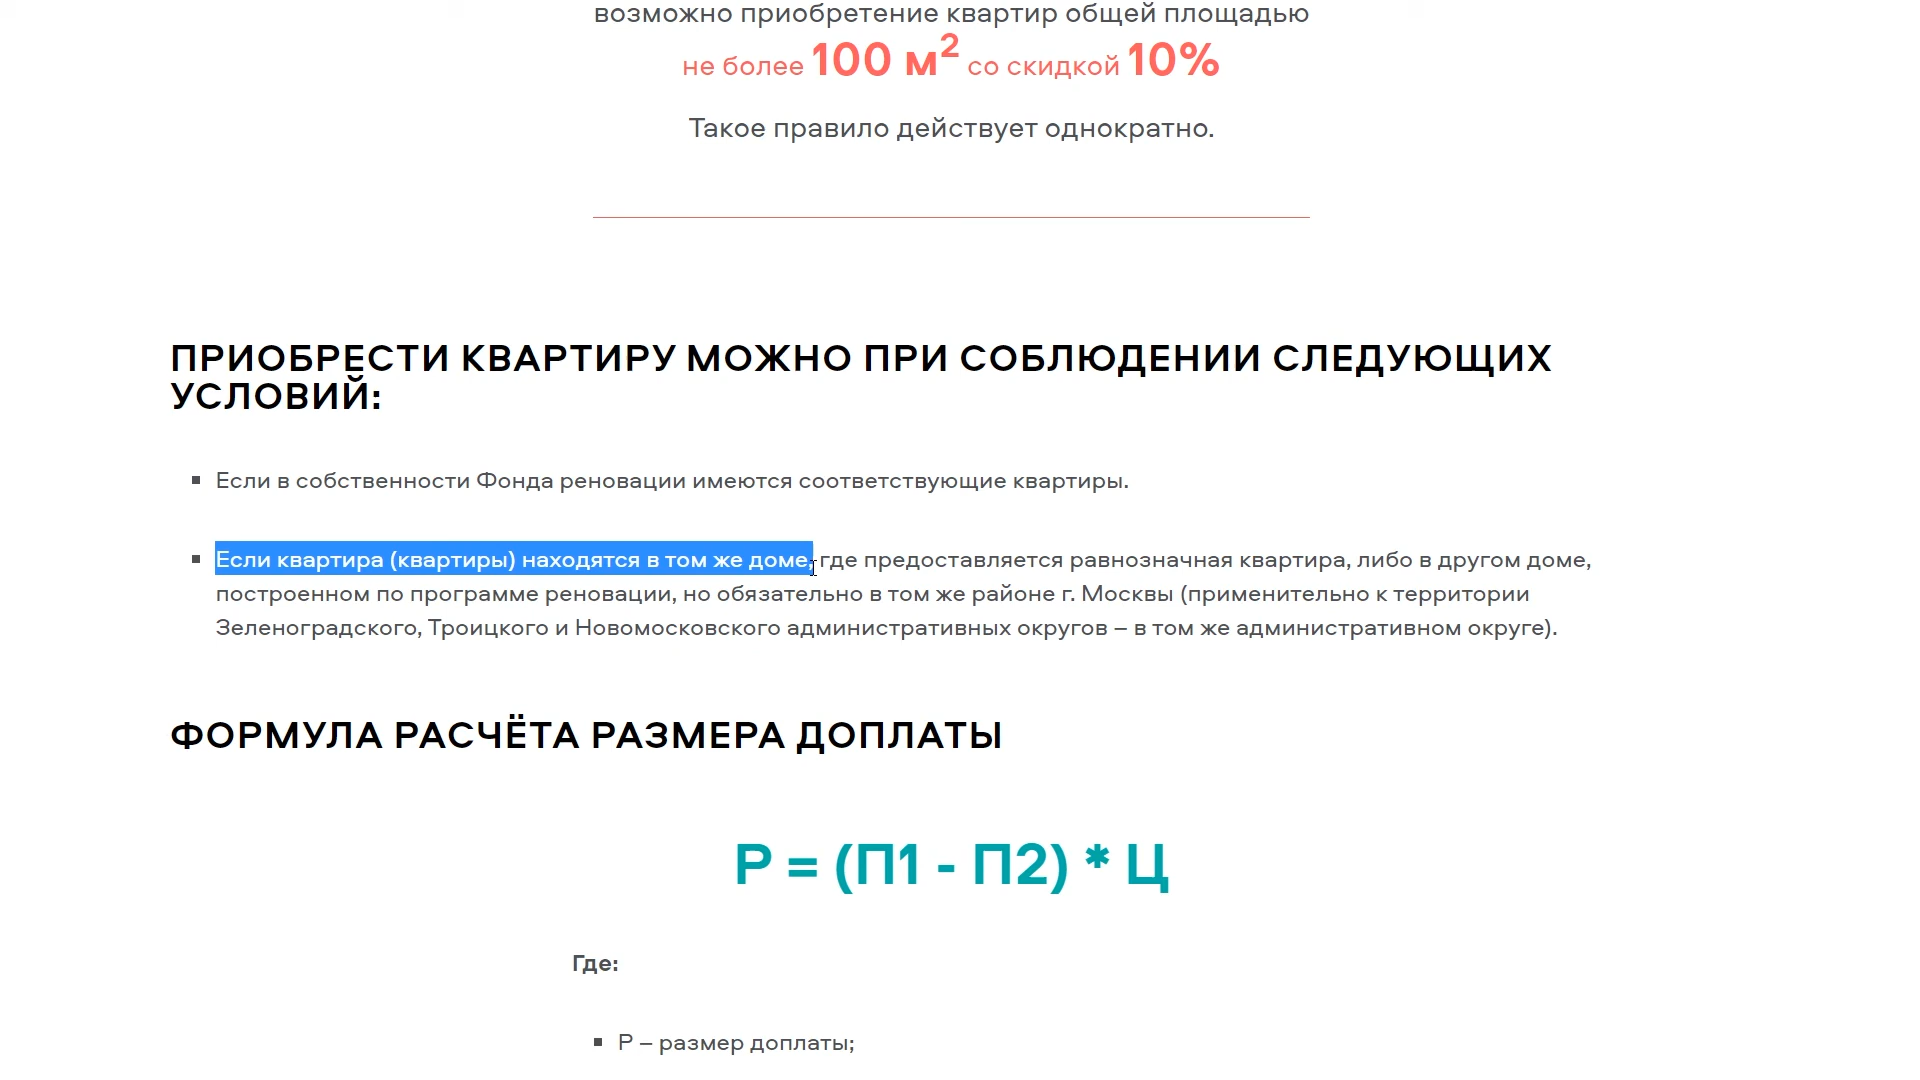 возможно приобретение квартир общей площадью
не более 100 м² со скидкой 10%
Такое правило действует однократно.
ПРИОБРЕСТИ КВАРТИРУ МОЖНО ПРИ СОБЛЮДЕНИИ СЛЕДУЮЩИХ
УСЛОВИЙ:
Если в собственности Фонда реновации имеются соответствующие квартиры.
Если квартира (квартиры) находятся в том же доме, где предоставляется равнозначная квартира, либо в другом доме,
построенном по программе реновации, но обязательно в том же районе г. Москвы (применительно к территории
Зеленоградского, Троицкого и Новомосковского административных округов – в том же административном округе).
ФОРМУЛА РАСЧЁТА РАЗМЕРА ДОПЛАТЫ
Р = (П1 - П2) * Ц
Где:
Р – размер доплаты;